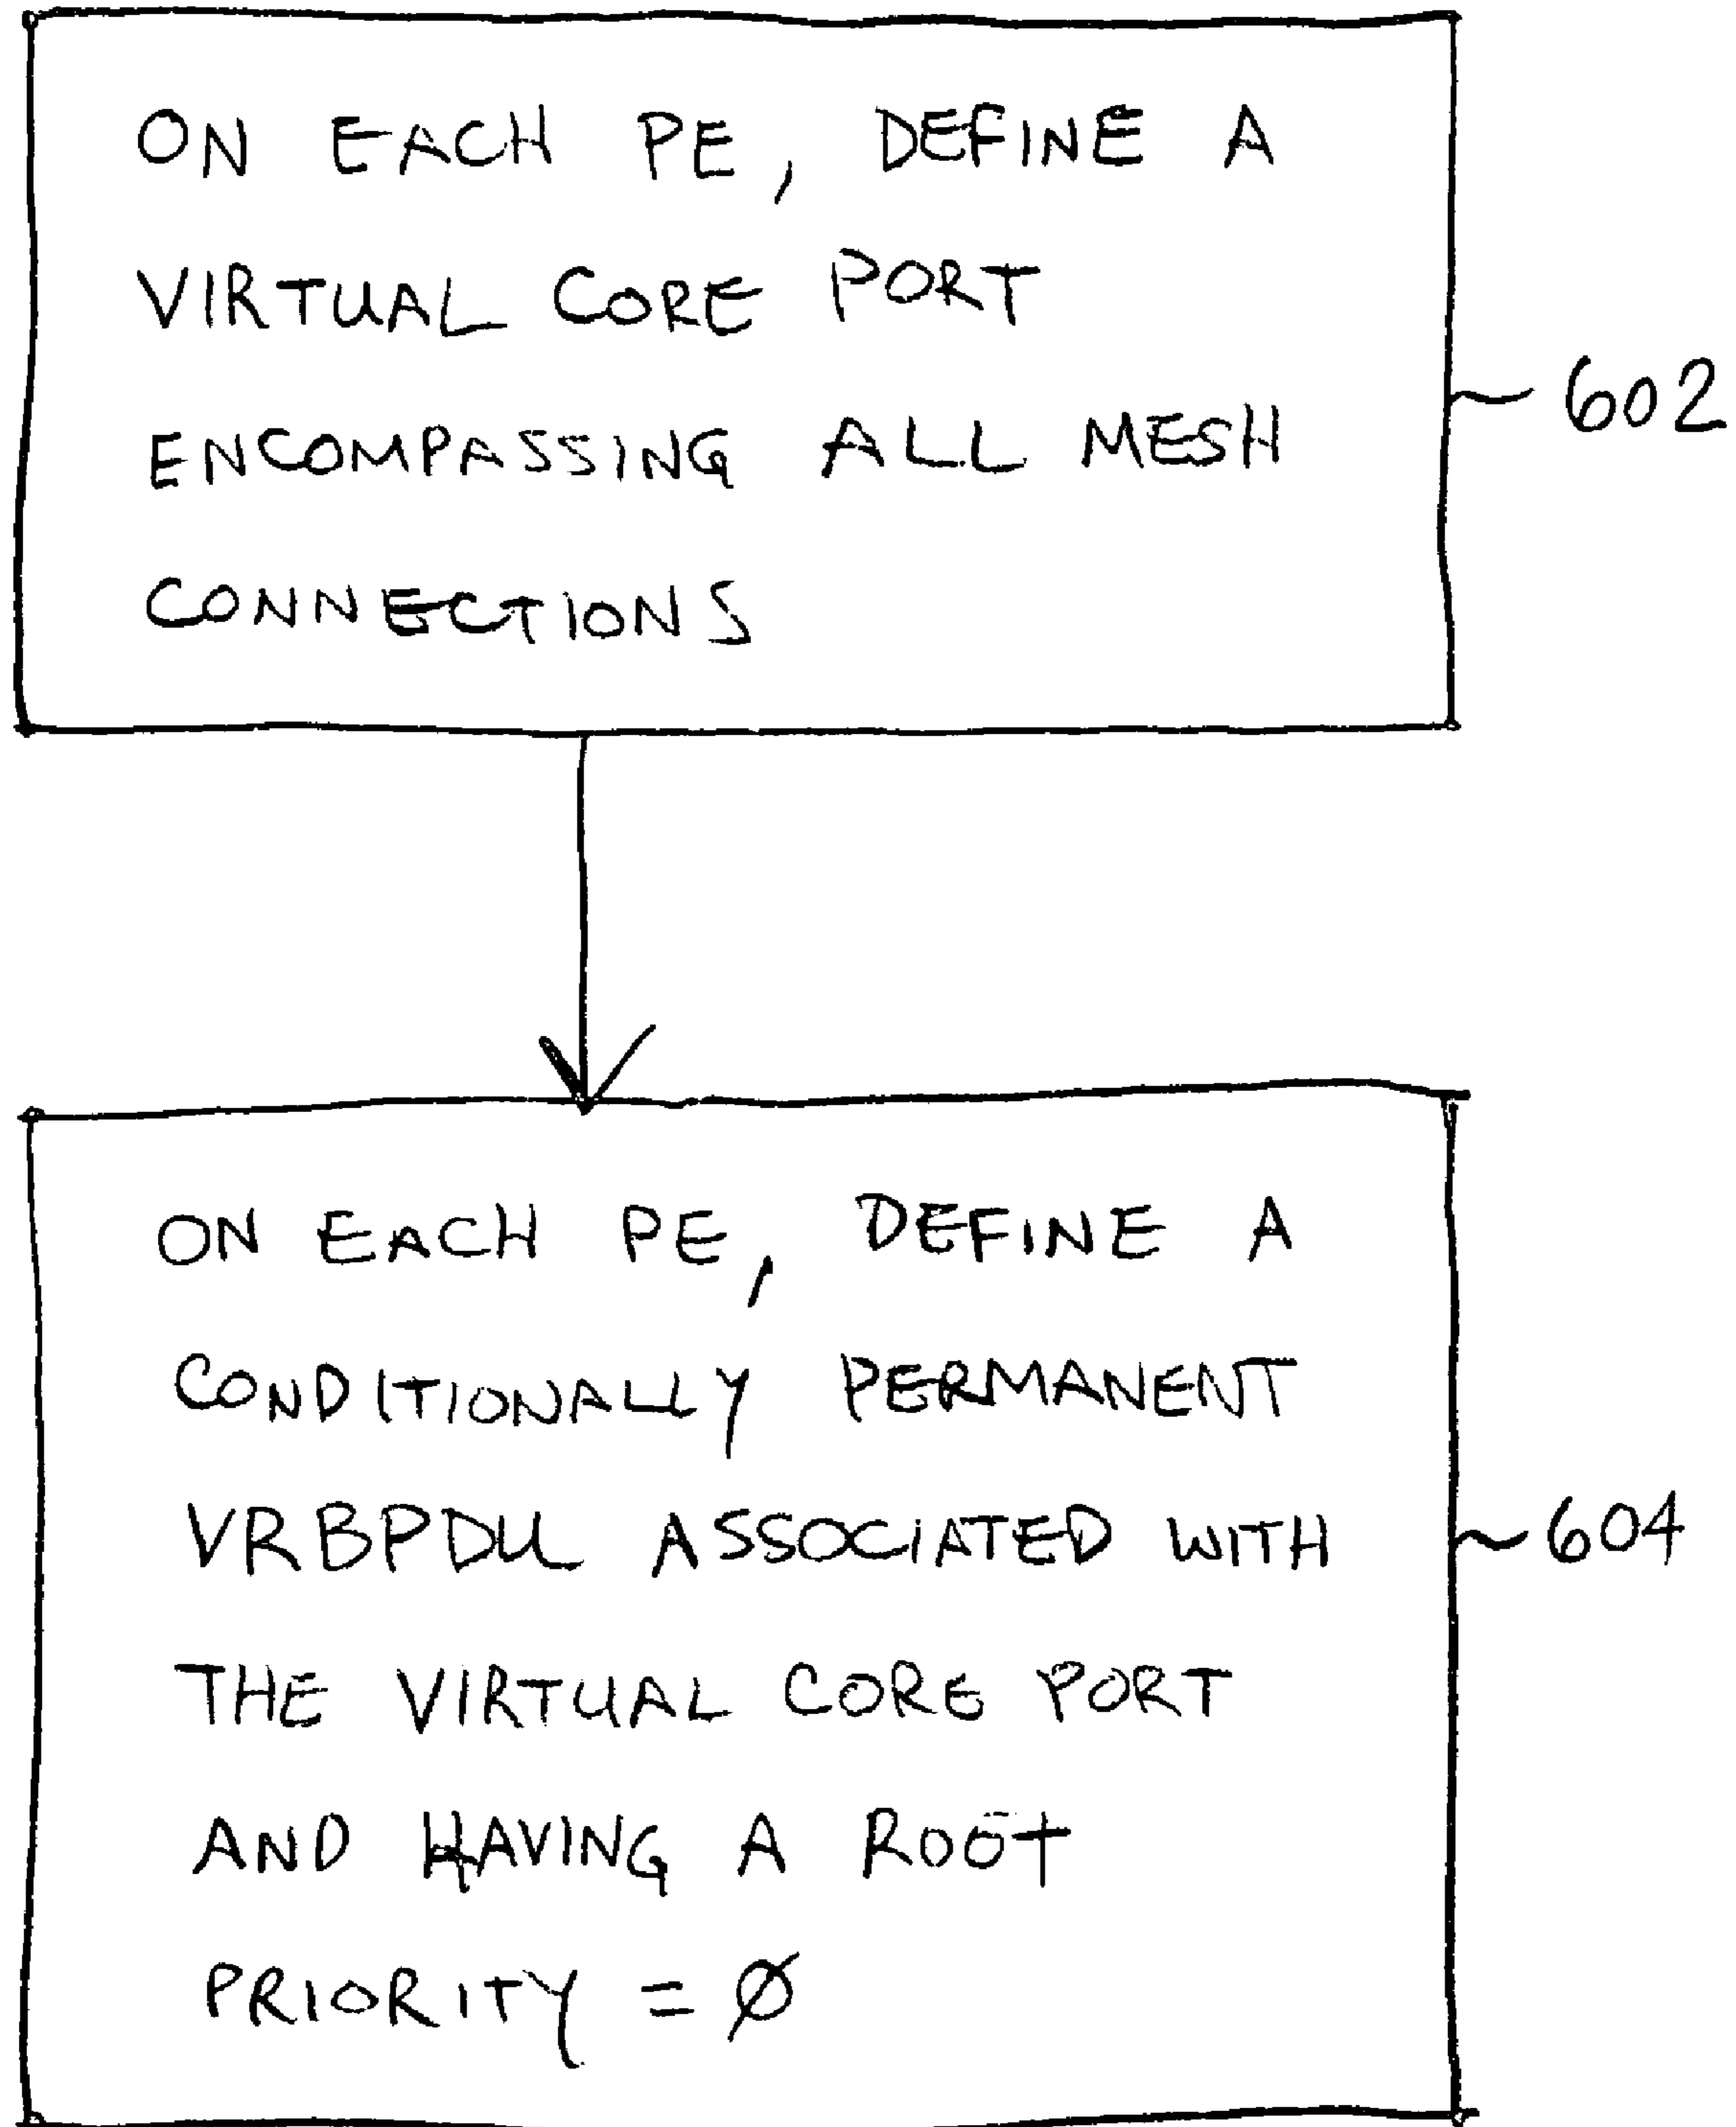 ON EACH PE, DEFINE A
VIRTUAL CORE PORT
ENCOMPASSING ALL MESH
CONNECTIONS
~ 602
ON EACH PE, DEFINE A
CONDITIONALLY PERMANENT
VRBPDU ASSOCIATED WITH
THE VIRTUAL CORE PORT
AND HAVING A ROOT
PRIORITY = Ø
~ 604